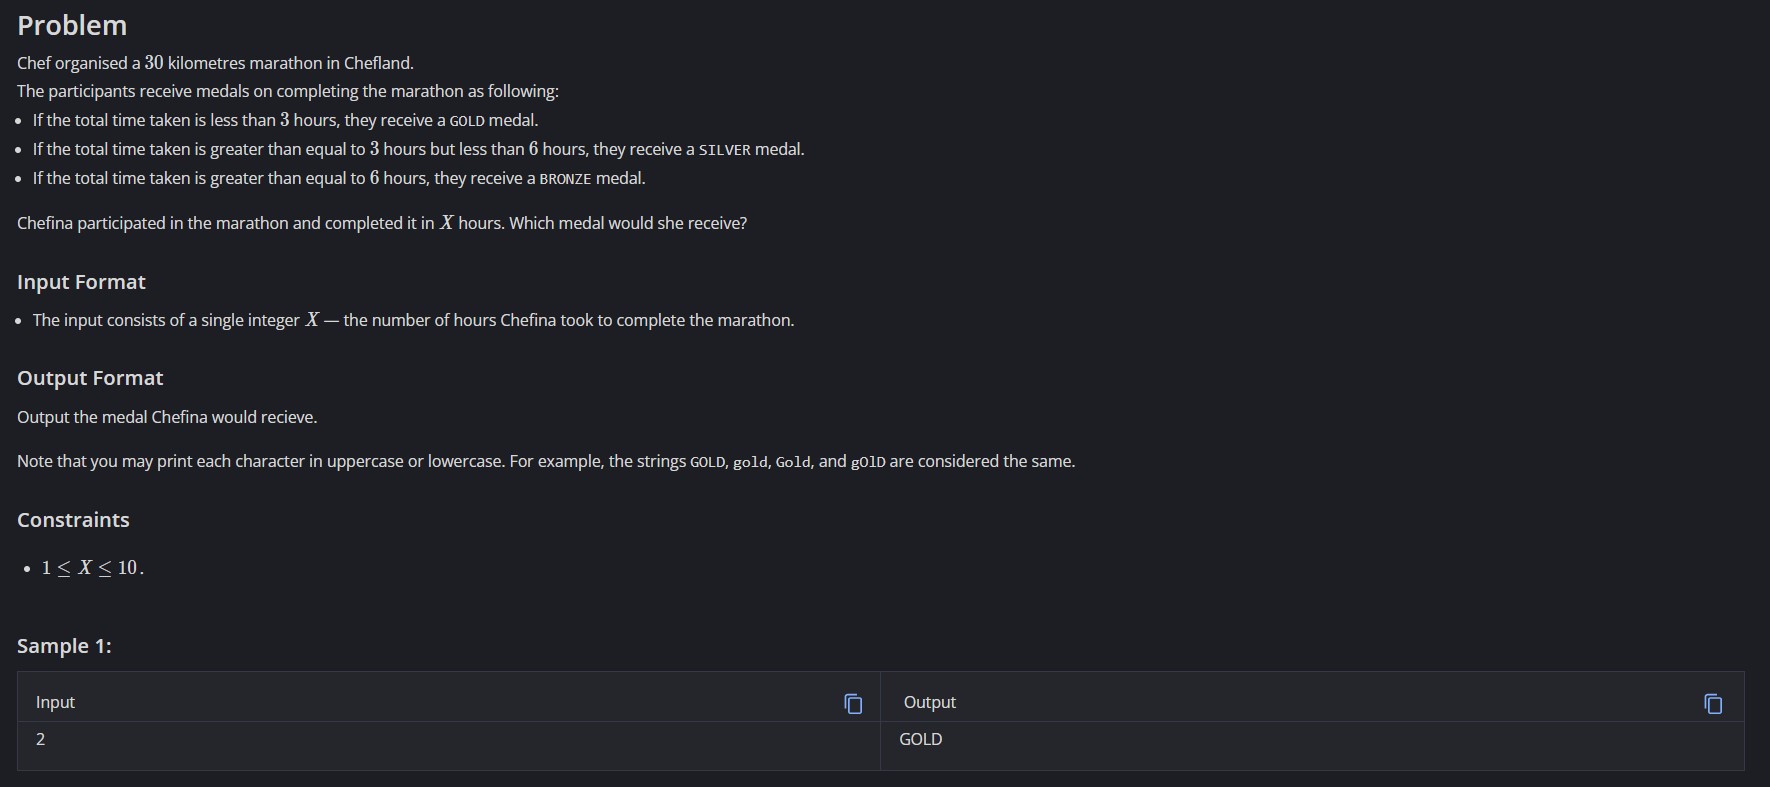 Problem
Chef organised a 30 kilometres marathon in Chefland.
The participants receive medals on completing the marathon as following:
• If the total time taken is less than 3 hours, they receive a GOLD medal.
• If the total time taken is greater than equal to 3 hours but less than 6 hours, they receive a SILVER medal.
• If the total time taken is greater than equal to 6 hours, they receive a BRONZE medal.
Chefina participated in the marathon and completed it in X hours. Which medal would she receive?
Input Format
• The input consists of a single integer X — the number of hours Chefina took to complete the marathon.
Output Format
Output the medal Chefina would recieve.
Note that you may print each character in uppercase or lowercase. For example, the strings GOLD, gold, Gold, and gOlD are considered the same.
Constraints
• 1 ≤ X ≤ 10.
Sample 1:
Input
Output
2
GOLD